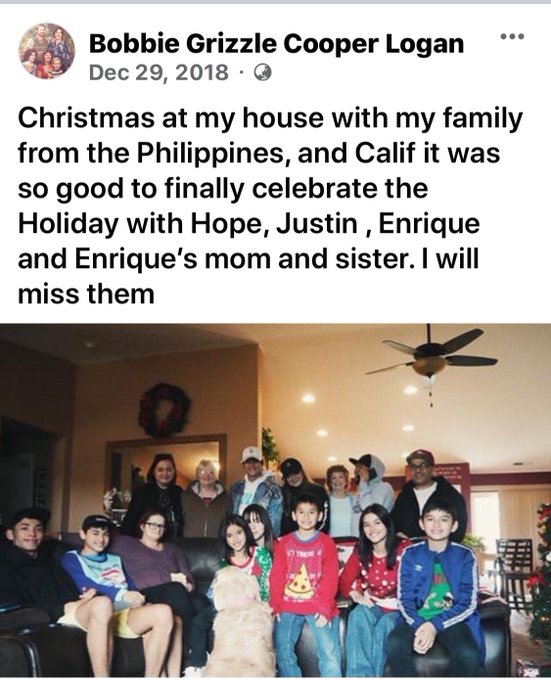 Bobbie Grizzle Cooper Logan
Dec 29, 2018 ·
Christmas at my house with my family
from the Philippines, and Calif it was
so good to finally celebrate the
Holiday with Hope, Justin , Enrique
and Enrique’s mom and sister. I will
miss them